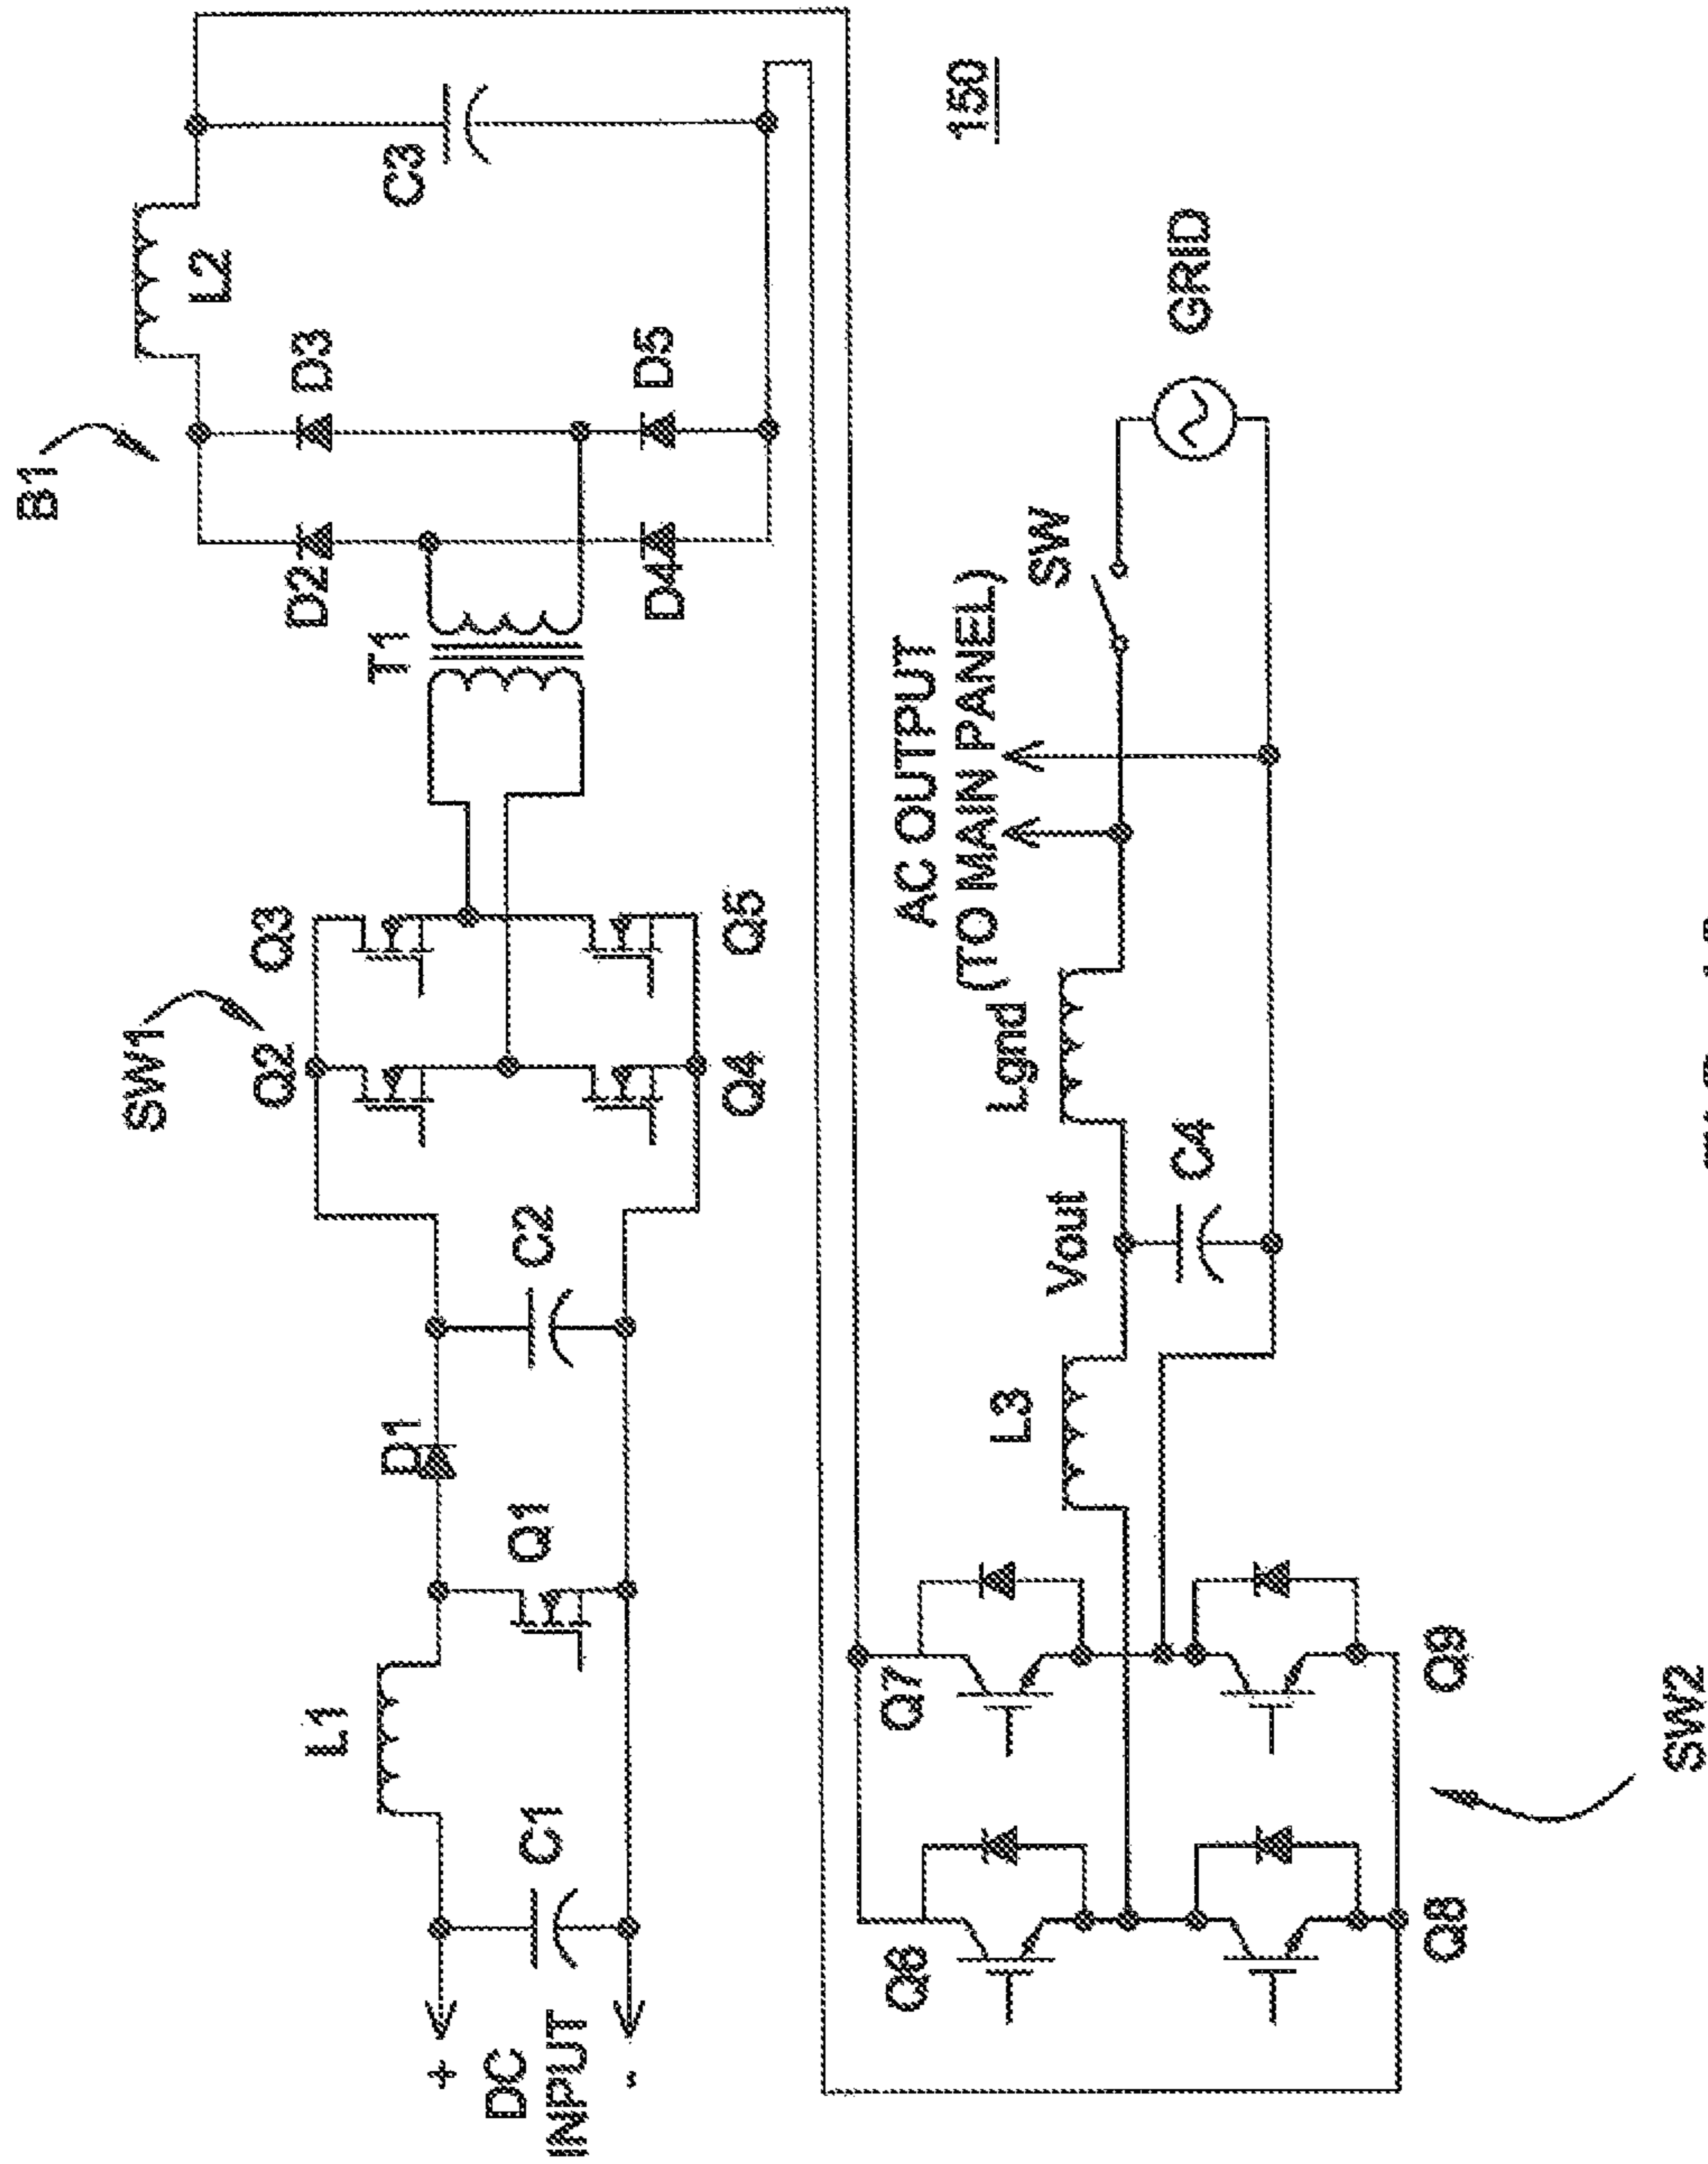 B1
L2
C3
D3
D2
D5
D4
T1
SW1
Q3
Q2
Q5
Q4
D1
C2
Q1
L1
C1
+
DC
INPUT
-
150
GRID
SW
AC OUTPUT
(TO MAIN PANEL)
Lgnd
Vout
C4
L3
Q7
Q6
Q9
Q8
SW2